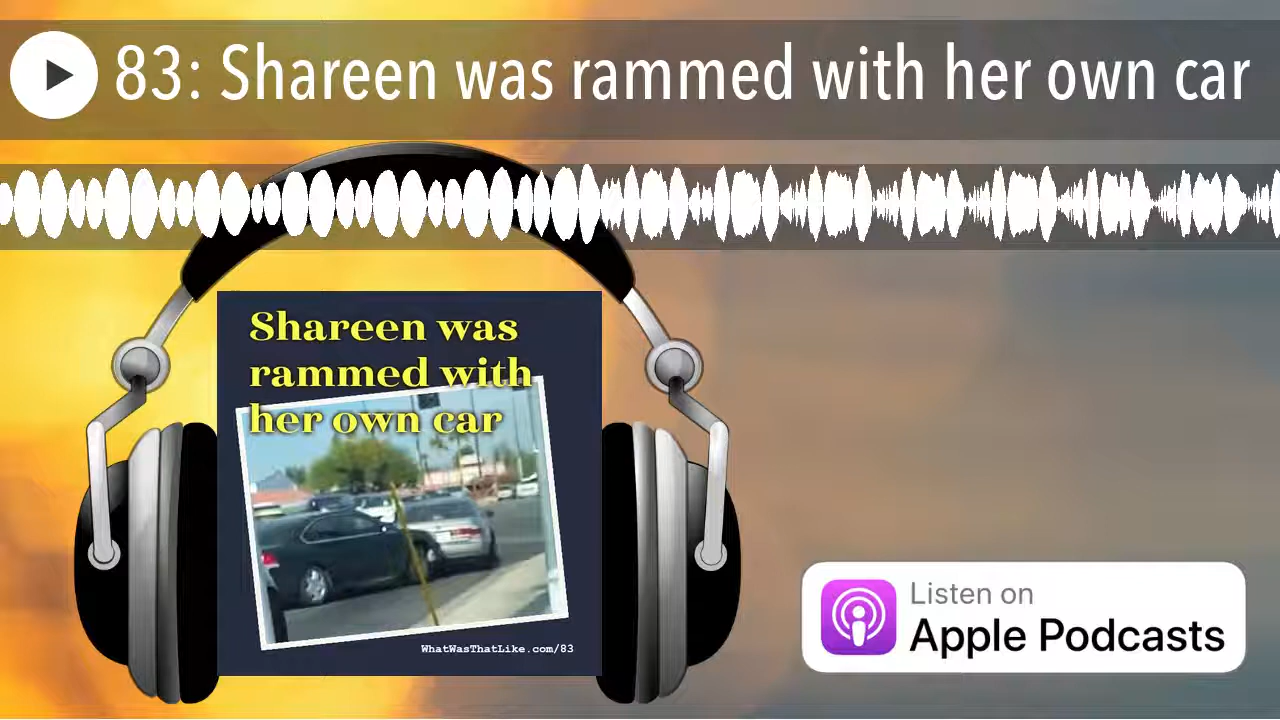 83: Shareen was rammed with her own car
Shareen was
rammed with
her own car
WhatWasThatLike.com/83
Listen on
Apple Podcasts